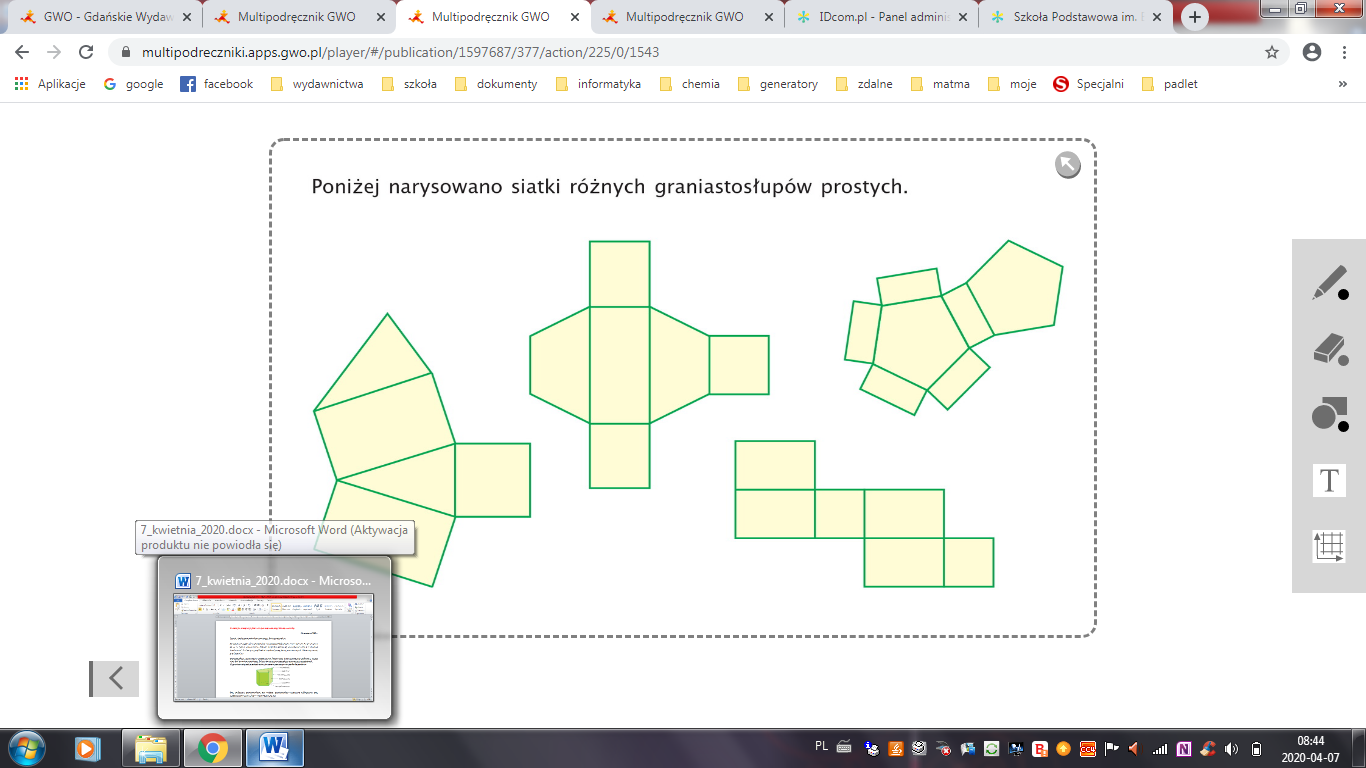 GWO - Gdańskie Wydaw
Multipodręcznik GWO
Multipodręcznik GWO
Multipodręcznik GWO
IDcom.pl - Panel adminis
Szkoła Podstawowa im.
multipodreczniki.apps.gwo.pl/player/#/publication/1597687/377/action/225/0/1543
Aplikacje
google
facebook
wydawnictwa
szkoła
dokumenty
informatyka
chemia
generatory
zdalne
matma
moje
Specjalni
padlet
»
Poniżej narysowano siatki różnych graniastosłupów prostych.
T
7_kwietnia_2020.docx - Microsoft Word (Aktywacja
produktu nie powiodła się)
7_kwietnia_2020.docx - Microso...
PL
08:44
2020-04-07